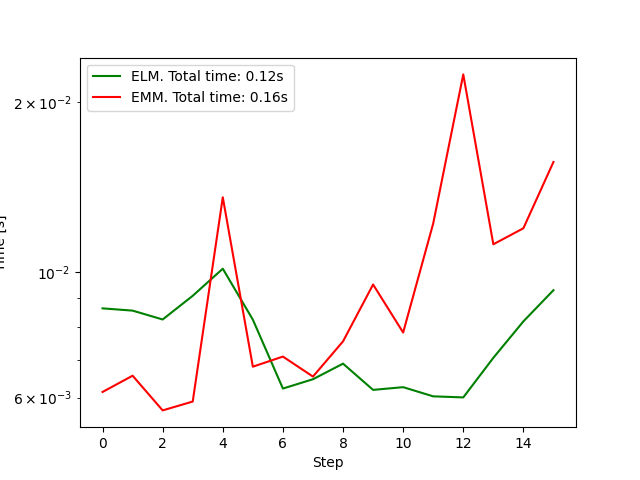 ELM. Total time: 0.12s
EMM. Total time: 0.16s
2 × 10⁻²
10⁻²
6 × 10⁻³
Time [s]
0 2 4 6 8 10 12 14
Step